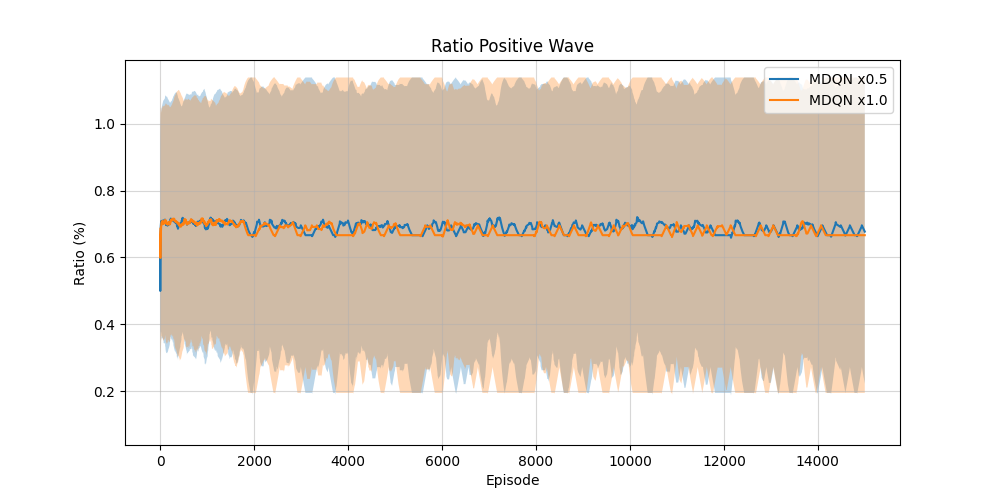 Ratio Positive Wave
MDQN x0.5
MDQN x1.0
Ratio (%)
1.0
0.8
0.6
0.4
0.2
0 2000 4000 6000 8000 10000 12000 14000
Episode